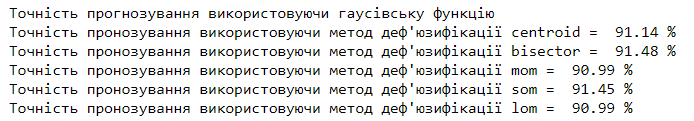 Точність прогнозування використовуючи гаусівську функцію
Точність пронозування використовуючи метод деф'юзифікації centroid =  91.14 %
Точність пронозування використовуючи метод деф'юзифікації bisector =  91.48 %
Точність пронозування використовуючи метод деф'юзифікації mom =  90.99 %
Точність пронозування використовуючи метод деф'юзифікації som =  91.45 %
Точність пронозування використовуючи метод деф'юзифікації lom =  90.99 %